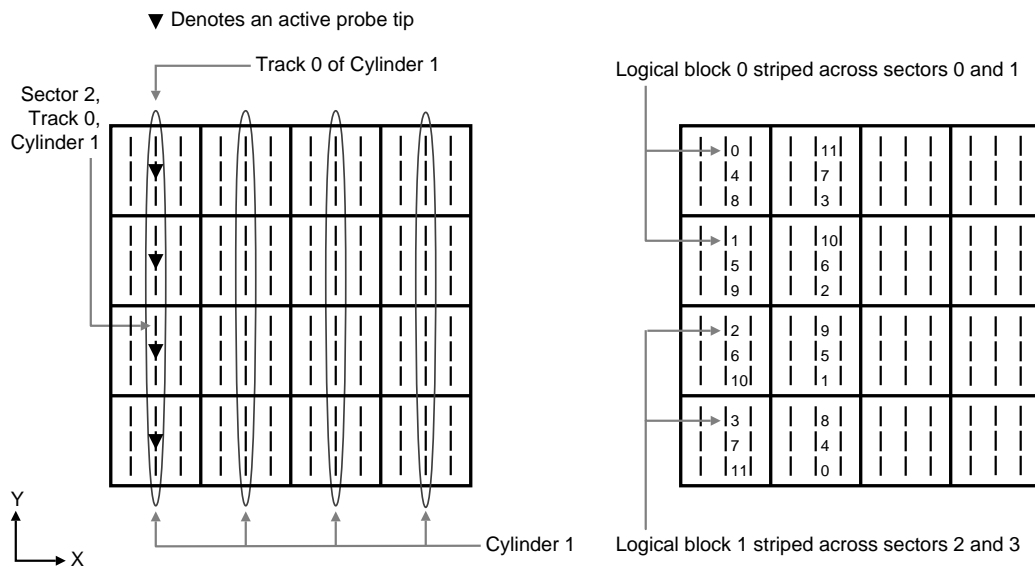 ▼ Denotes an active probe tip
Track 0 of Cylinder 1
Sector 2,
Track 0,
Cylinder 1
Y
X
Cylinder 1
Logical block 0 striped across sectors 0 and 1
0 11
4 7
8 3
1 10
5 6
9 2
2 9
6 5
10 1
3 8
7 4
11 0
Logical block 1 striped across sectors 2 and 3